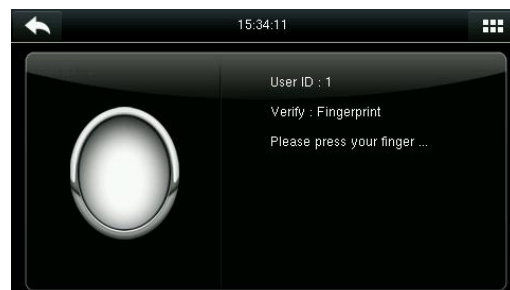 15:34:11
User ID : 1
Verify : Fingerprint
Please press your finger ...